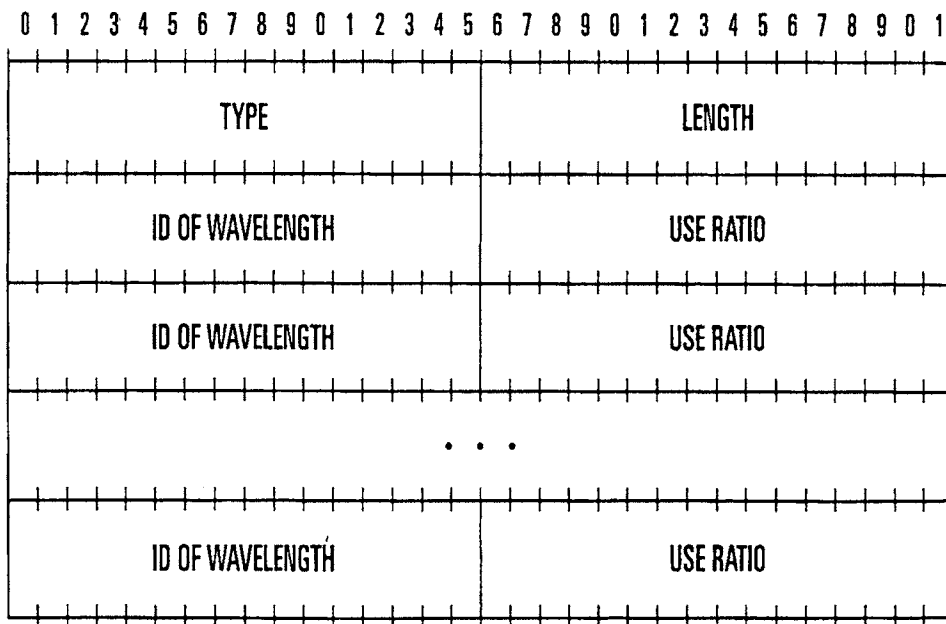 0 1 2 3 4 5 6 7 8 9 0 1 2 3 4 5 6 7 8 9 0 1 2 3 4 5 6 7 8 9 0 1
TYPE LENGTH
ID OF WAVELENGTH USE RATIO
ID OF WAVELENGTH USE RATIO
• • •
ID OF WAVELENGTH USE RATIO